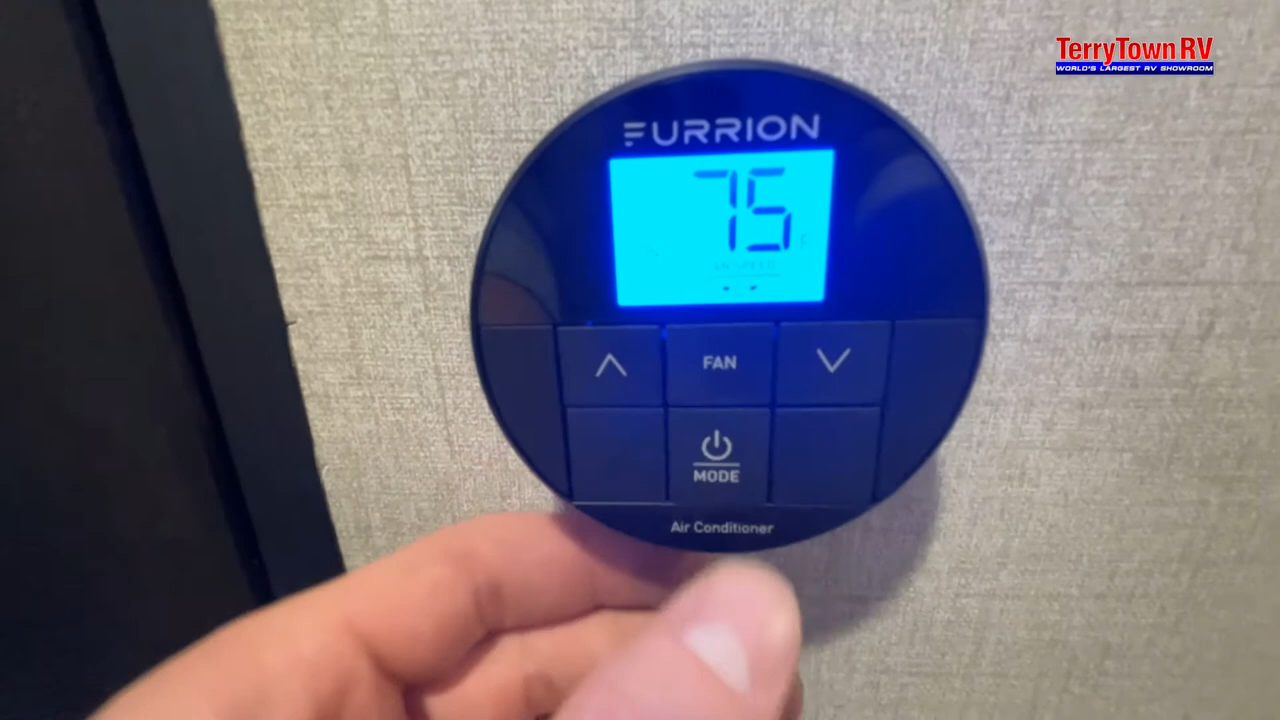 TerryTown RV
WORLD'S LARGEST RV SHOWROOM
FURRION
75
FAN
MODE
Air Conditioner